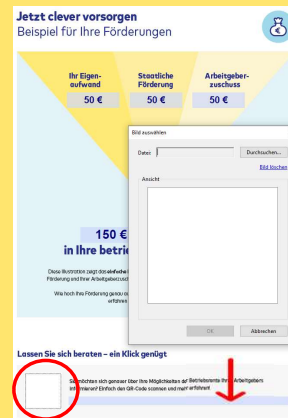 Jetzt clever vorsorgen
Beispiel für Ihre Förderungen
Ihr Eigen-
aufwand
50 €
Staatliche
Förderung
50 €
Arbeitgeber-
zuschuss
50 €
Bild auswählen
Datei:
Durchsuchen...
Bild löschen
Ansicht
OK
Abbrechen
150 €
in Ihre betrie
Diese Illustration zeigt das einfache
Förderung und Ihrer Arbeitgeberzusch
Wie hoch Ihre Förderung genau
erfahren
Lassen Sie sich beraten – ein Klick genügt
Sie möchten sich genauer über Ihre Möglichkeiten der Betriebsrente Ihres Arbeitgebers
informieren? Einfach den QR-Code scannen und mehr erfahren!